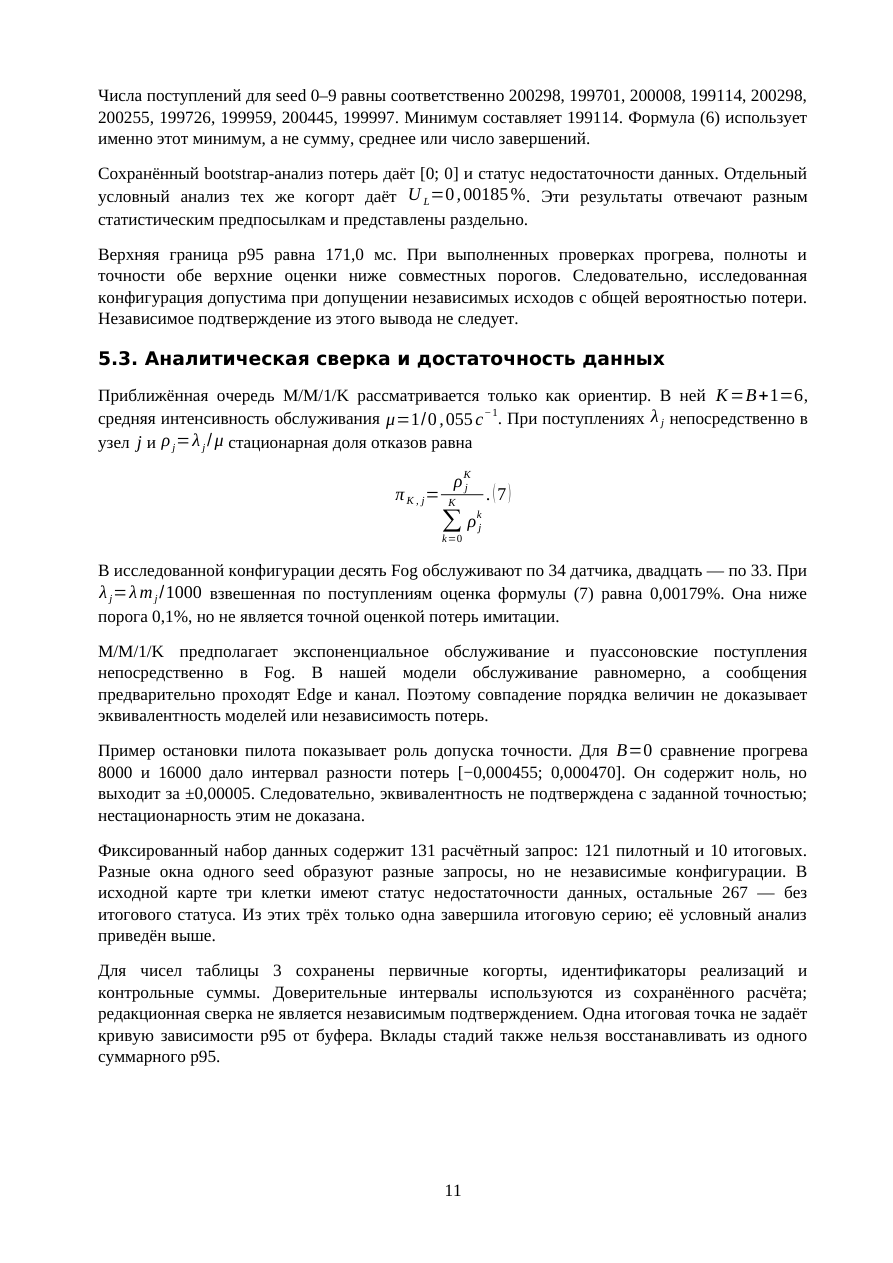 Числа поступлений для seed 0–9 равны соответственно 200298, 199701, 200008, 199114, 200298,
200255, 199726, 199959, 200445, 199997. Минимум составляет 199114. Формула (6) использует
именно этот минимум, а не сумму, среднее или число завершений.
Сохранённый bootstrap-анализ потерь даёт [0; 0] и статус недостаточности данных. Отдельный
условный анализ тех же когорт даёт U_L=0,00185%. Эти результаты отвечают разным
статистическим предпосылкам и представлены раздельно.
Верхняя граница p95 равна 171,0 мс. При выполненных проверках прогрева, полноты и
точности обе верхние оценки ниже совместных порогов. Следовательно, исследованная
конфигурация допустима при допущении независимых исходов с общей вероятностью потери.
Независимое подтверждение из этого вывода не следует.
5.3. Аналитическая сверка и достаточность данных
Приближённая очередь M/M/1/K рассматривается только как ориентир. В ней K=B+1=6,
средняя интенсивность обслуживания μ=1/0,055 c^−1. При поступлениях λ_j непосредственно в
узел j и ρ_j=λ_j/μ стационарная доля отказов равна
π_{K,j}=ρ_j^K/∑_{k=0}^K ρ_j^k.(7)
В исследованной конфигурации десять Fog обслуживают по 34 датчика, двадцать — по 33. При
λ_j=λm_j/1000 взвешенная по поступлениям оценка формулы (7) равна 0,00179%. Она ниже
порога 0,1%, но не является точной оценкой потерь имитации.
M/M/1/K предполагает экспоненциальное обслуживание и пуассоновские поступления
непосредственно в Fog. В нашей модели обслуживание равномерно, а сообщения
предварительно проходят Edge и канал. Поэтому совпадение порядка величин не доказывает
эквивалентность моделей или независимость потерь.
Пример остановки пилота показывает роль допуска точности. Для B=0 сравнение прогрева
8000 и 16000 дало интервал разности потерь [−0,000455; 0,000470]. Он содержит ноль, но
выходит за ±0,00005. Следовательно, эквивалентность не подтверждена с заданной точностью;
нестационарность этим не доказана.
Фиксированный набор данных содержит 131 расчётный запрос: 121 пилотный и 10 итоговых.
Разные окна одного seed образуют разные запросы, но не независимые конфигурации. В
исходной карте три клетки имеют статус недостаточности данных, остальные 267 — без
итогового статуса. Из этих трёх только одна завершила итоговую серию; её условный анализ
приведён выше.
Для чисел таблицы 3 сохранены первичные когорты, идентификаторы реализаций и
контрольные суммы. Доверительные интервалы используются из сохранённого расчёта;
редакционная сверка не является независимым подтверждением. Одна итоговая точка не задаёт
кривую зависимости p95 от буфера. Вклады стадий также нельзя восстанавливать из одного
суммарного p95.
11